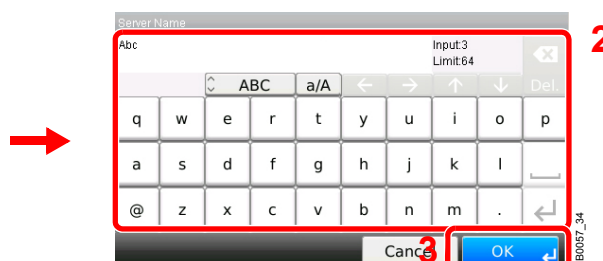 Server Name
Abc Input:3
Limit:64
2
ABC a/A ← → ↑ ↓ Del.
q w e r t y u i o p
a s d f g h j k l
@ z x c v b n m .
Cancel 3 OK
B0057_34